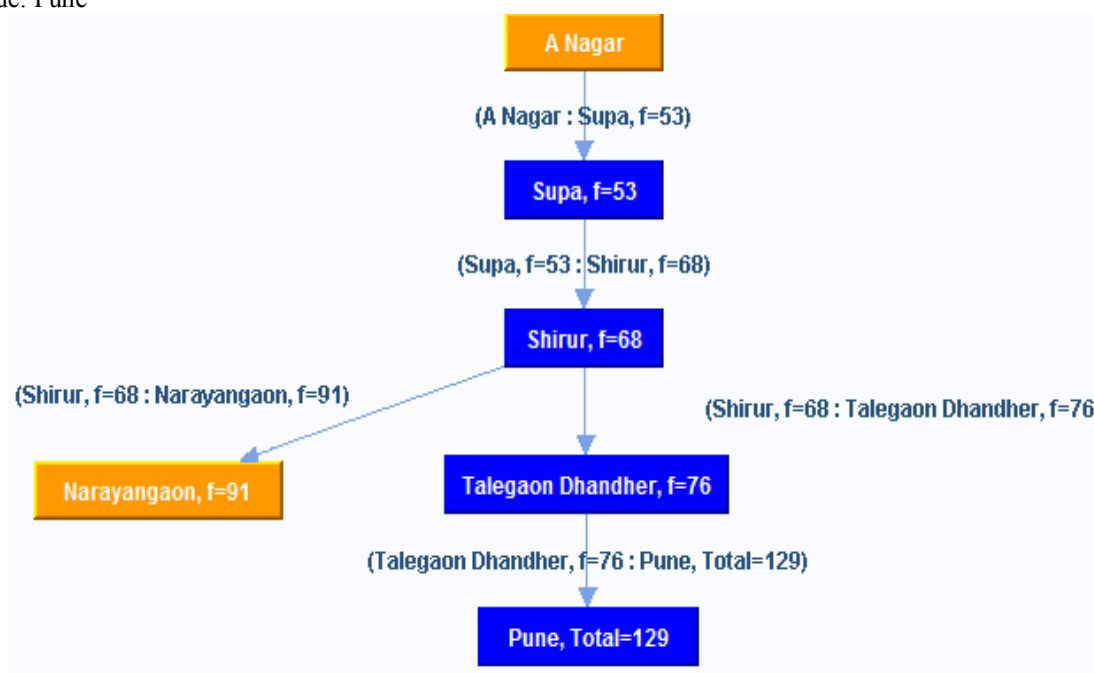 A Nagar
(A Nagar : Supa, f=53)
Supa, f=53
(Supa, f=53 : Shirur, f=68)
Shirur, f=68
(Shirur, f=68 : Narayangaon, f=91)
(Shirur, f=68 : Talegaon Dhandher, f=76
Narayangaon, f=91
Talegaon Dhandher, f=76
(Talegaon Dhandher, f=76 : Pune, Total=129)
Pune, Total=129